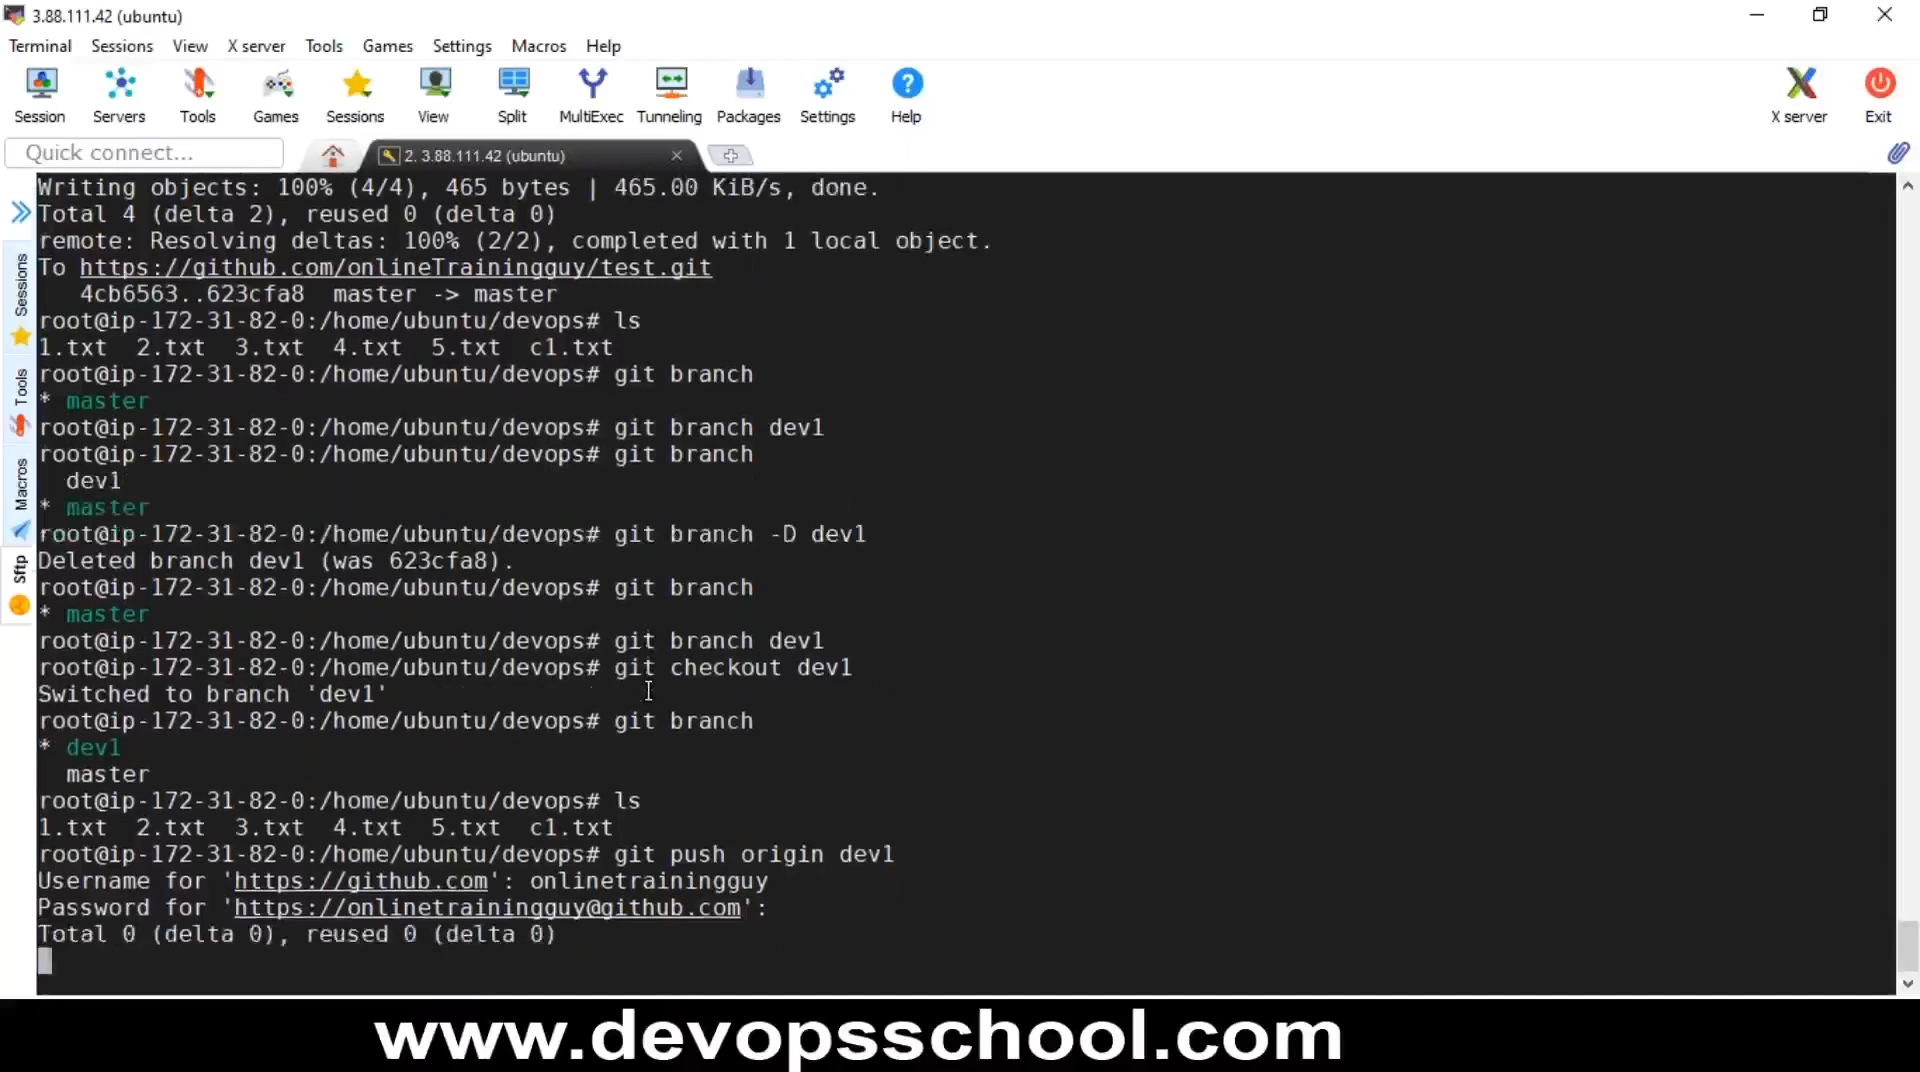 3.88.111.42 (ubuntu)
Terminal Sessions View X server Tools Games Settings Macros Help
Session Servers Tools Games Sessions View Split MultiExec Tunneling Packages Settings Help X server Exit
Quick connect...
2. 3.88.111.42 (ubuntu)
Sessions
Tools
Macros
Sftp
Writing objects: 100% (4/4), 465 bytes | 465.00 KiB/s, done.
Total 4 (delta 2), reused 0 (delta 0)
remote: Resolving deltas: 100% (2/2), completed with 1 local object.
To https://github.com/onlineTrainingguy/test.git
   4cb6563..623cfa8  master -> master
root@ip-172-31-82-0:/home/ubuntu/devops# ls
1.txt  2.txt  3.txt  4.txt  5.txt  c1.txt
root@ip-172-31-82-0:/home/ubuntu/devops# git branch
* master
root@ip-172-31-82-0:/home/ubuntu/devops# git branch dev1
root@ip-172-31-82-0:/home/ubuntu/devops# git branch
  dev1
* master
root@ip-172-31-82-0:/home/ubuntu/devops# git branch -D dev1
Deleted branch dev1 (was 623cfa8).
root@ip-172-31-82-0:/home/ubuntu/devops# git branch
* master
root@ip-172-31-82-0:/home/ubuntu/devops# git branch dev1
root@ip-172-31-82-0:/home/ubuntu/devops# git checkout dev1
Switched to branch 'dev1'
root@ip-172-31-82-0:/home/ubuntu/devops# git branch
* dev1
  master
root@ip-172-31-82-0:/home/ubuntu/devops# ls
1.txt  2.txt  3.txt  4.txt  5.txt  c1.txt
root@ip-172-31-82-0:/home/ubuntu/devops# git push origin dev1
Username for 'https://github.com': onlinetrainingguy
Password for 'https://onlinetrainingguy@github.com':
Total 0 (delta 0), reused 0 (delta 0)
www.devopsschool.com